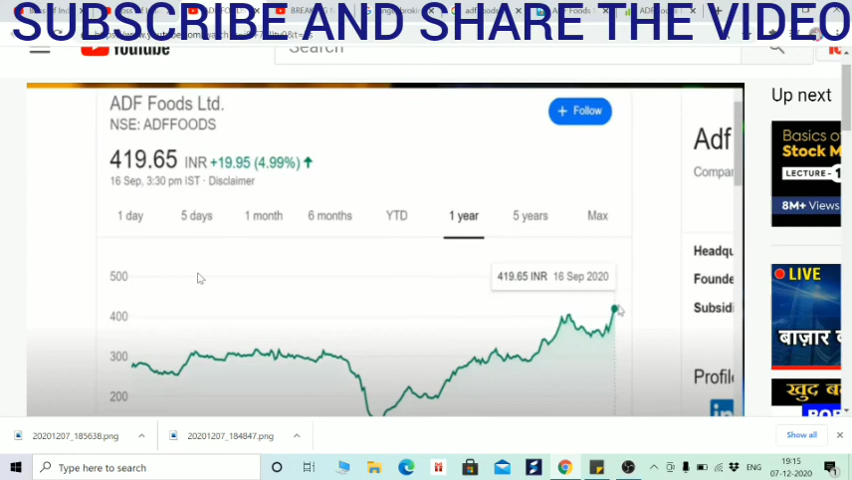 SUBSCRIBE AND SHARE THE VIDEO
YouTube
Search
ADF Foods Ltd.
NSE: ADFFOODS
+ Follow
419.65 INR +19.95 (4.99%) ↑
16 Sep, 3:30 pm IST · Disclaimer
1 day 5 days 1 month 6 months YTD 1 year 5 years Max
419.65 INR 16 Sep 2020
500
400
300
200
Adf
Compa
Headqu
Founde
Subsid
Profile
Up next
Basics of
Stock M
LECTURE - 1
8M+ Views
LIVE
बाज़ार
खुद
20201207_185638.png
20201207_184847.png
Show all
Type here to search
ENG
19:15
07-12-2020